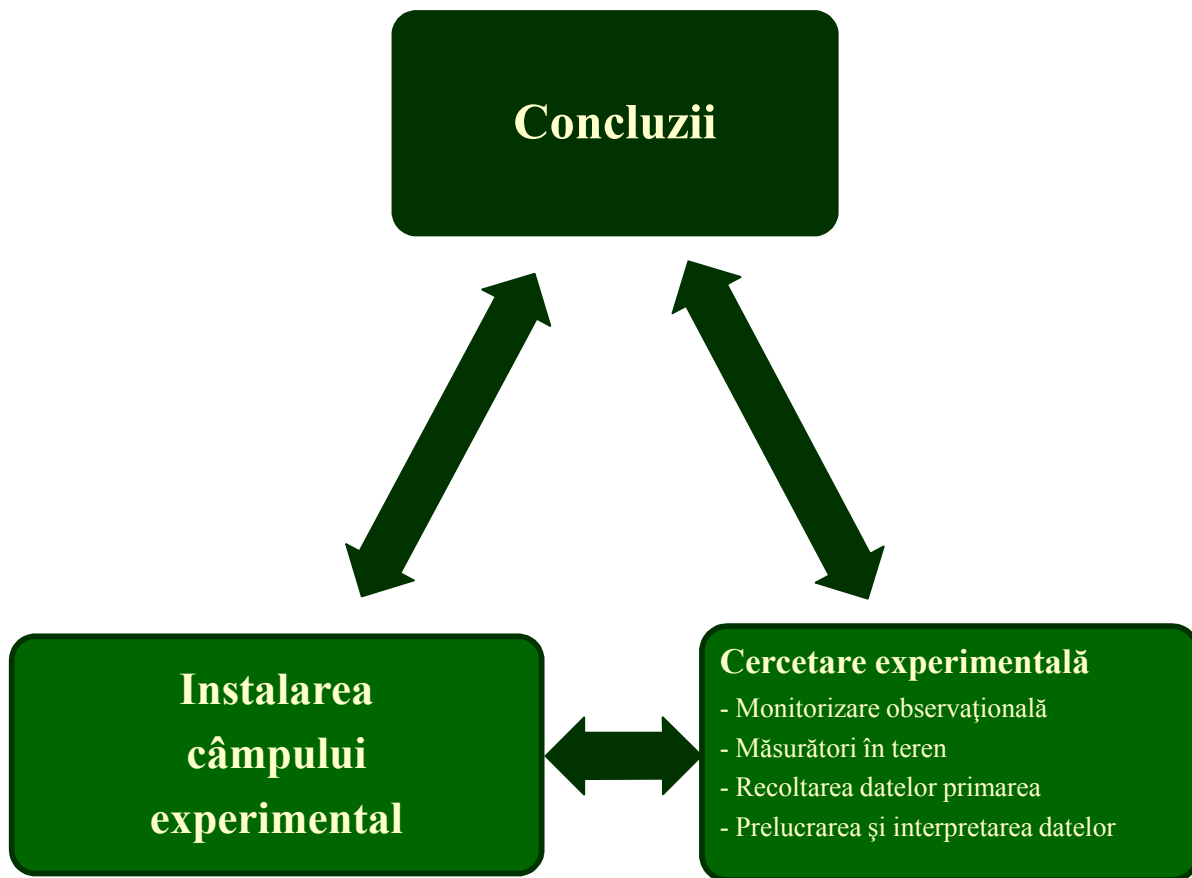 Concluzii
Instalarea
câmpului
experimental
Cercetare experimentală
- Monitorizare observaţională
- Măsurători în teren
- Recoltarea datelor primarea
- Prelucrarea şi interpretarea datelor